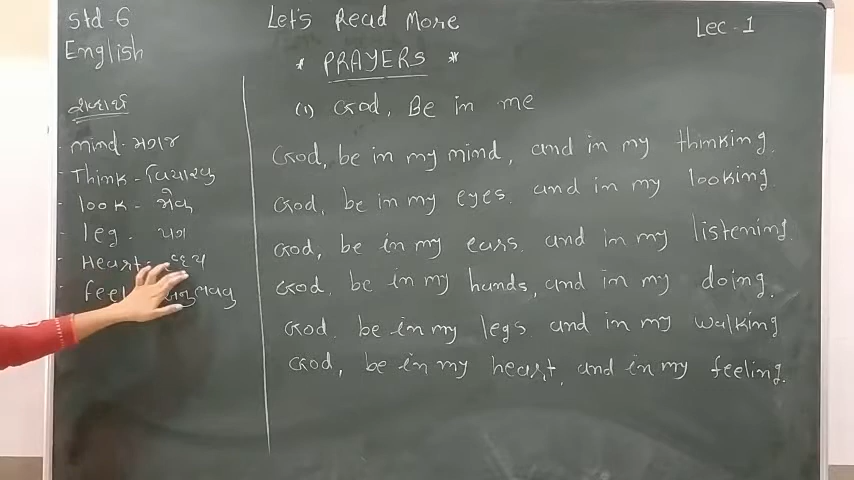 Std-6
English
Let's Read More
Lec-1
* PRAYERS *
શબ્દાર્થ
mind-મગજ
Think-વિચારવુ
look-જોવુ
leg- પગ
Heart- હૃદય
feel અનુભવવુ
(1) God, Be in me
God, be in my mind, and in my thinking.
God, be in my eyes. and in my looking
God, be in my ears. and in my listening.
God, be in my hands, and in my doing.
God. be in my legs. and in my walking
God, be in my heart, and in my feeling.